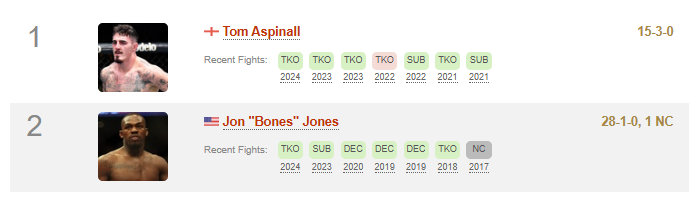 1
Tom Aspinall
15-3-0
Recent Fights: TKO TKO TKO TKO SUB TKO SUB
2024 2023 2023 2022 2022 2021 2021
2
Jon "Bones" Jones
28-1-0, 1 NC
Recent Fights: TKO SUB DEC DEC DEC TKO NC
2024 2023 2020 2019 2019 2018 2017